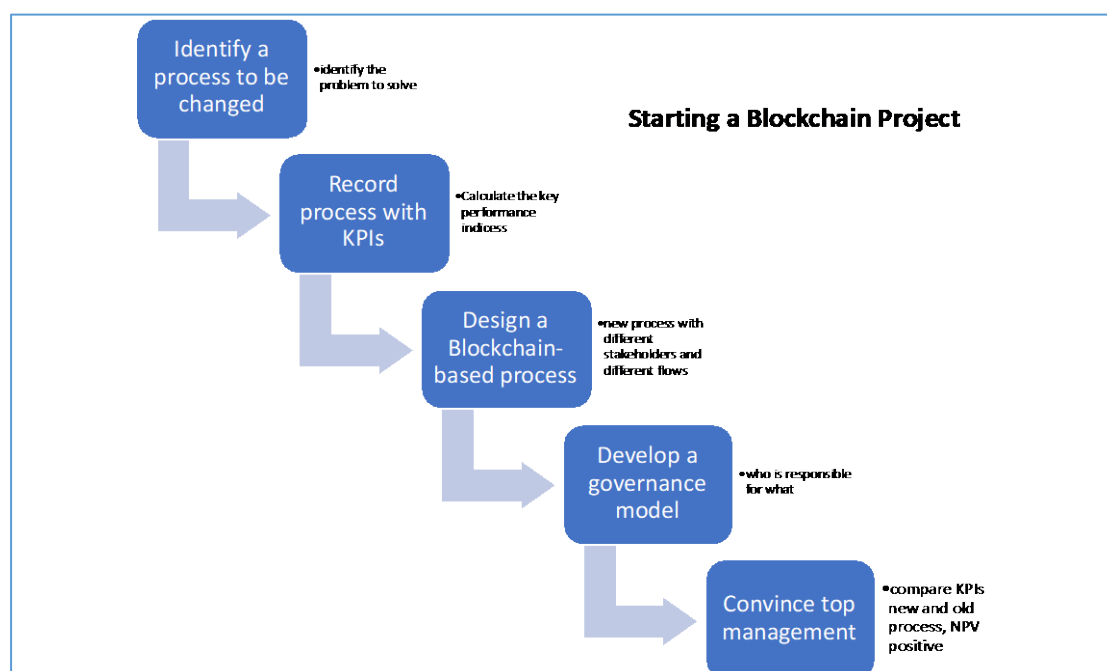 Identify a
process to be
changed
•identify the
problem to solve
Starting a Blockchain Project
Record
process with
KPIs
•Calculate the key
performance
indicess
Design a
Blockchain-
based process
•new process with
different
stakeholders and
different flows
Develop a
governance
model
•who is responsible
for what
Convince top
management
•compare KPIs
new and old
process, NPV
positive